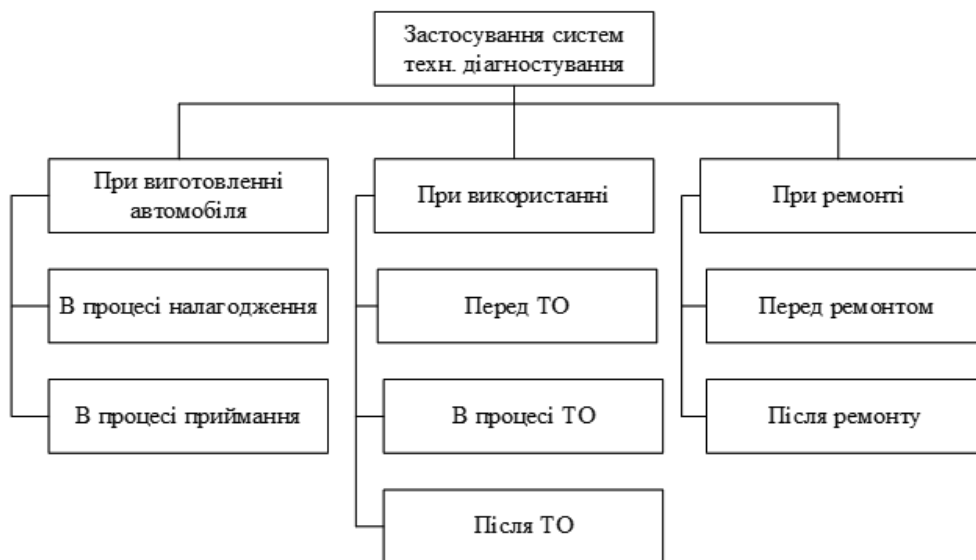 Застосування систем
техн. діагностування
При виготовленні
автомобіля
В процесі налагодження
В процесі приймання
При використанні
Перед ТО
В процесі ТО
Після ТО
При ремонті
Перед ремонтом
Після ремонту